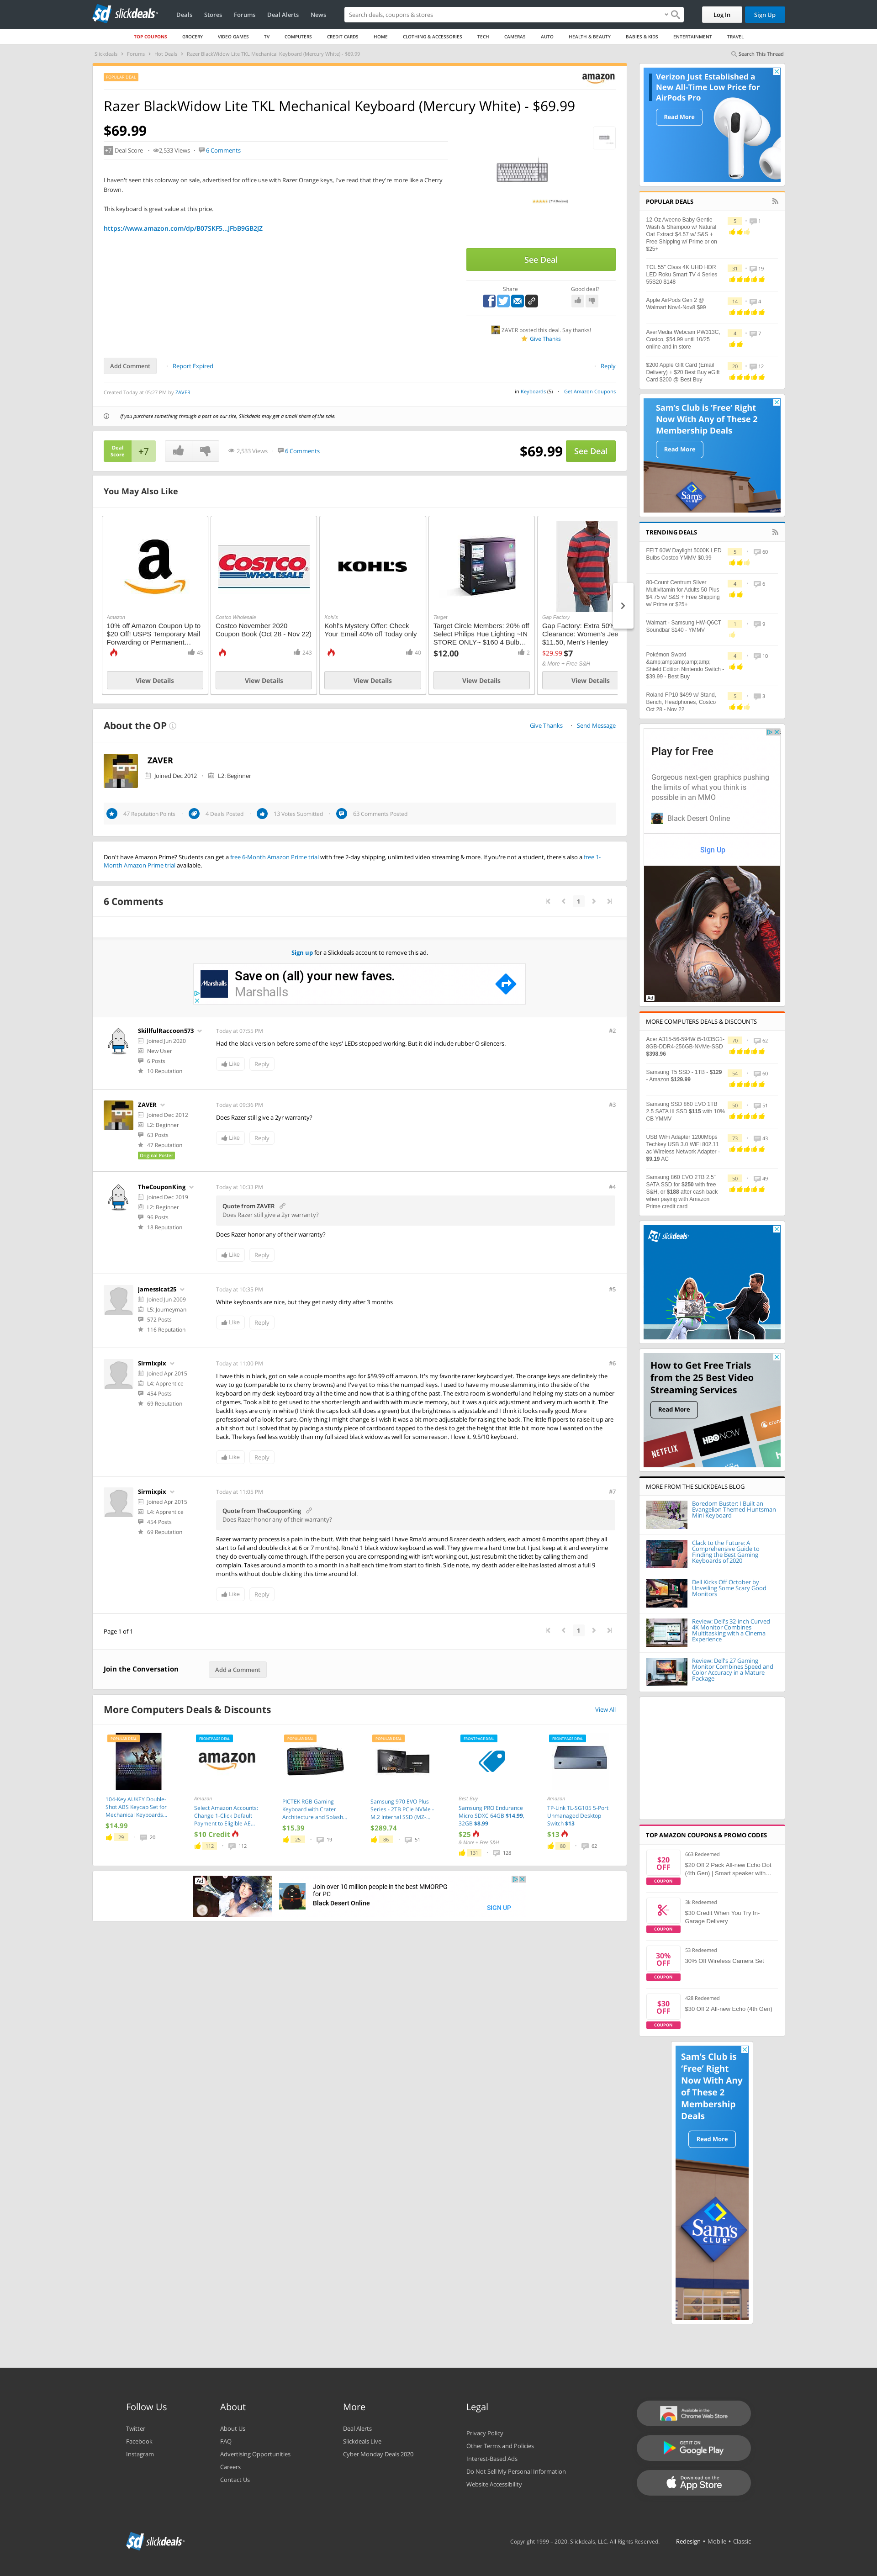 slickdeals
Deals
Stores
Forums
Deal Alerts
News
Search deals, coupons & stores
Log In
Sign Up
TOP COUPONS
GROCERY
VIDEO GAMES
TV
COMPUTERS
CREDIT CARDS
HOME
CLOTHING & ACCESSORIES
TECH
CAMERAS
AUTO
HEALTH & BEAUTY
BABIES & KIDS
ENTERTAINMENT
TRAVEL
Slickdeals > Forums > Hot Deals > Razer BlackWidow Lite TKL Mechanical Keyboard (Mercury White) - $69.99
Search This Thread
POPULAR DEAL
amazon
Razer BlackWidow Lite TKL Mechanical Keyboard (Mercury White) - $69.99
$69.99
+7 Deal Score
2,533 Views
6 Comments
I haven't seen this colorway on sale, advertised for office use with Razer Orange keys, I've read that they're more like a Cherry
Brown.
This keyboard is great value at this price.
https://www.amazon.com/dp/B07SKF5...JFbB9GB2JZ
See Deal
Share
Good deal?
ZAVER posted this deal. Say thanks!
Give Thanks
Add Comment
Report Expired
Reply
Created Today at 05:27 PM by ZAVER
in Keyboards (5)
Get Amazon Coupons
If you purchase something through a post on our site, Slickdeals may get a small share of the sale.
Deal
Score
+7
2,533 Views
6 Comments
$69.99
See Deal
You May Also Like
Amazon
10% off Amazon Coupon Up to
$20 Off! USPS Temporary Mail
Forwarding or Permanent...
45
View Details
COSTCO
WHOLESALE
Costco Wholesale
Costco November 2020
Coupon Book (Oct 28 - Nov 22)
243
View Details
KOHL'S
Kohl's
Kohl's Mystery Offer: Check
Your Email 40% off Today only
40
View Details
Target
Target Circle Members: 20% off
Select Philips Hue Lighting ~IN
STORE ONLY~ $160 4 Bulb...
$12.00
2
View Details
Gap Factory
Gap Factory: Extra 50%
Clearance: Women's Jea
$11.50, Men's Henley
$29.99 $7
& More + Free S&H
View Details
About the OP
Give Thanks
Send Message
ZAVER
Joined Dec 2012
L2: Beginner
47 Reputation Points
4 Deals Posted
13 Votes Submitted
63 Comments Posted
Don't have Amazon Prime? Students can get a free 6-Month Amazon Prime trial with free 2-day shipping, unlimited video streaming & more. If you're not a student, there's also a free 1-
Month Amazon Prime trial available.
6 Comments
1
Sign up for a Slickdeals account to remove this ad.
Marshalls
Save on (all) your new faves.
Marshalls
SkillfulRaccoon573
Joined Jun 2020
New User
6 Posts
10 Reputation
Today at 07:55 PM
#2
Had the black version before some of the keys' LEDs stopped working. But it did include rubber O silencers.
Like
Reply
ZAVER
Joined Dec 2012
L2: Beginner
63 Posts
47 Reputation
Original Poster
Today at 09:36 PM
#3
Does Razer still give a 2yr warranty?
Like
Reply
TheCouponKing
Joined Dec 2019
L2: Beginner
96 Posts
18 Reputation
Today at 10:33 PM
#4
Quote from ZAVER
Does Razer still give a 2yr warranty?
Does Razer honor any of their warranty?
Like
Reply
jamessicat25
Joined Jun 2009
L5: Journeyman
572 Posts
116 Reputation
Today at 10:35 PM
#5
White keyboards are nice, but they get nasty dirty after 3 months
Like
Reply
Sirmixpix
Joined Apr 2015
L4: Apprentice
454 Posts
69 Reputation
Today at 11:00 PM
#6
I have this in black, got on sale a couple months ago for $59.99 off amazon. It's my favorite razer keyboard yet. The orange keys are definitely the
way to go (comparable to rx cherry browns) and I've yet to miss the numpad keys. I used to have my mouse slamming into the side of the
keyboard on my desk keyboard tray all the time and now that is a thing of the past. The extra room is wonderful and helping my stats on a number
of games. Took a bit to get used to the shorter length and width with muscle memory, but it was a quick adjustment and very much worth it. The
backlit keys are only in white (I think the caps lock still does a green light) and the brightness is adjustable and I think it looks really good. More
professional of a look for sure. Only thing I might change is I wish it was a bit more adjustable for raising the back. The little flippers to raise it up are
a bit short but I solved that by placing a sturdy piece of cardboard tapped to the desk to get the height that little bit more how I wanted on the
back. The keys feel less wobbly than my full sized black widow as well for some reason. I love it. 9.5/10 keyboard.
Like
Reply
Sirmixpix
Joined Apr 2015
L4: Apprentice
454 Posts
69 Reputation
Today at 11:05 PM
#7
Quote from TheCouponKing
Does Razer honor any of their warranty?
Razer warranty process is a pain in the butt. With that being said I have Rma'd around 8 razer death adders, each almost 6 months apart (they all
start to fail and double click at 6 or 7 months). Rma'd 1 black widow keyboard as well. They give me a hard time but I just keep at it and know that
they do eventually come though. If the person you are corresponding with isn't working out, just resubmit the ticket by calling them and
complain. A matter of 2 months (or 2) and a new one is in hand, pretty much a month from start to finish. Side note, my death adder elite has lasted almost a full 9
months without double clicking this time around lol.
Like
Reply
Page 1 of 1
1
Join the Conversation
Add a Comment
More Computers Deals & Discounts
View All
POPULAR DEAL
104-Key AUKEY Double-
Shot ABS Keycap Set for
Mechanical Keyboards...
$14.99
29
20
FRONTPAGE DEAL
amazon
Amazon
Select Amazon Accounts:
Change 1-Click Default
Payment to Eligible AE...
$10 Credit
112
112
POPULAR DEAL
PICTEK RGB Gaming
Keyboard with Crater
Architecture and Splash...
$15.39
25
19
POPULAR DEAL
Samsung 970 EVO Plus
Series - 2TB PCIe NVMe -
M.2 Internal SSD (MZ-...
$289.74
86
51
FRONTPAGE DEAL
Best Buy
Samsung PRO Endurance
Micro SDXC 64GB $14.99,
32GB $8.99
$25
& More + Free S&H
131
128
FRONTPAGE DEAL
Amazon
TP-Link TL-SG105 5-Port
Unmanaged Desktop
Switch $13
$13
80
62
Ad
Join over 10 million people in the best MMORPG
for PC
Black Desert Online
SIGN UP
Verizon Just Established a
New All-Time Low Price for
AirPods Pro
Read More
POPULAR DEALS
12-Oz Aveeno Baby Gentle
Wash & Shampoo w/ Natural
Oat Extract $4.57 w/ S&S +
Free Shipping w/ Prime or on
$25+
5
1
TCL 55" Class 4K UHD HDR
LED Roku Smart TV 4 Series
55S20 $148
31
19
Apple AirPods Gen 2 @
Walmart Nov4-Nov8 $99
14
4
AverMedia Webcam PW313C,
Costco, $54.99 until 10/25
online and in store
4
7
$200 Apple Gift Card (Email
Delivery) + $20 Best Buy eGift
Card $200 @ Best Buy
20
12
Sam's Club is 'Free' Right
Now With Any of These 2
Membership Deals
Read More
Sam's
TRENDING DEALS
FEIT 60W Daylight 5000K LED
Bulbs Costco YMMV $0.99
5
60
80-Count Centrum Silver
Multivitamin for Adults 50 Plus
$4.75 w/ S&S + Free Shipping
w/ Prime or $25+
4
6
Walmart - Samsung HW-Q6CT
Soundbar $140 - YMMV
1
9
Pokémon Sword
&amp;amp;amp;amp;amp;
Shield Edition Nintendo Switch -
$39.99 - Best Buy
4
10
Roland FP10 $499 w/ Stand,
Bench, Headphones, Costco
Oct 28 - Nov 22
5
3
Play for Free
Gorgeous next-gen graphics pushing
the limits of what you think is
possible in an MMO
Black Desert Online
Sign Up
Ad
MORE COMPUTERS DEALS & DISCOUNTS
Acer A315-56-594W i5-1035G1-
8GB-DDR4-256GB-NVMe-SSD
$398.96
70
62
Samsung T5 SSD - 1TB - $129
- Amazon $129.99
54
60
Samsung SSD 860 EVO 1TB
2.5 SATA III SSD $115 with 10%
CB YMMV
50
51
USB WiFi Adapter 1200Mbps
Techkey USB 3.0 WiFi 802.11
ac Wireless Network Adapter -
$9.19 AC
73
43
Samsung 860 EVO 2TB 2.5"
SATA SSD for $250 with free
S&H, or $188 after cash back
when paying with Amazon
Prime credit card
90
49
slickdeals
How to Get Free Trials
from the 25 Best Video
Streaming Services
Read More
NETFLIX
HBO NOW
MORE FROM THE SLICKDEALS BLOG
Boredom Buster: I Built an
Evangelion Themed Huntsman
Mini Keyboard
Clack to the Future: A
Comprehensive Guide to
Finding the Best Gaming
Keyboards of 2020
Dell Kicks Off October by
Unveiling Some Scary Good
Monitors
Review: Dell's 32-inch Curved
4K Monitor Combines
Multitasking with a Cinema
Experience
Review: Dell's 27 Gaming
Monitor Combines Speed and
Color Accuracy in a Mature
Package
TOP AMAZON COUPONS & PROMO CODES
$20
OFF
COUPON
663 Redeemed
$20 Off 2 Pack All-new Echo Dot
(4th Gen) | Smart speaker with...
COUPON
3k Redeemed
$30 Credit When You Try In-
Garage Delivery
30%
OFF
COUPON
53 Redeemed
30% Off Wireless Camera Set
$30
OFF
COUPON
428 Redeemed
$30 Off 2 All-new Echo (4th Gen)
Sam's Club is
'Free' Right
Now With Any
of These 2
Membership
Deals
Read More
Sam's
CLUB
Follow Us
Twitter
Facebook
Instagram
About
About Us
FAQ
Advertising Opportunities
Careers
Contact Us
More
Deal Alerts
Slickdeals Live
Cyber Monday Deals 2020
Legal
Privacy Policy
Other Terms and Policies
Interest-Based Ads
Do Not Sell My Personal Information
Website Accessibility
Available in the
Chrome Web Store
GET IT ON
Google Play
Download on the
App Store
slickdeals
Copyright 1999 - 2020. Slickdeals, LLC. All Rights Reserved.
Redesign • Mobile • Classic